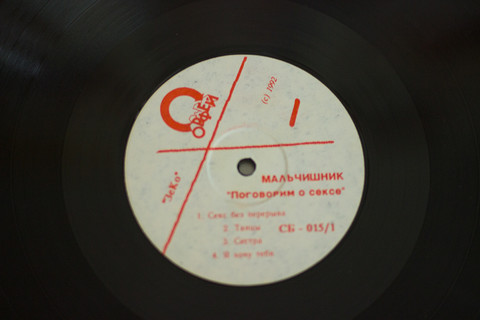 ОРФЕЙ
(c) 1992
1
"ЗеКо"
МАЛЬЧИШНИК
"Поговорим о сексе"
1. Секс без перерыва
2. Танцы
СБ - 015/1
3. Сестра
4. Я хочу тебя